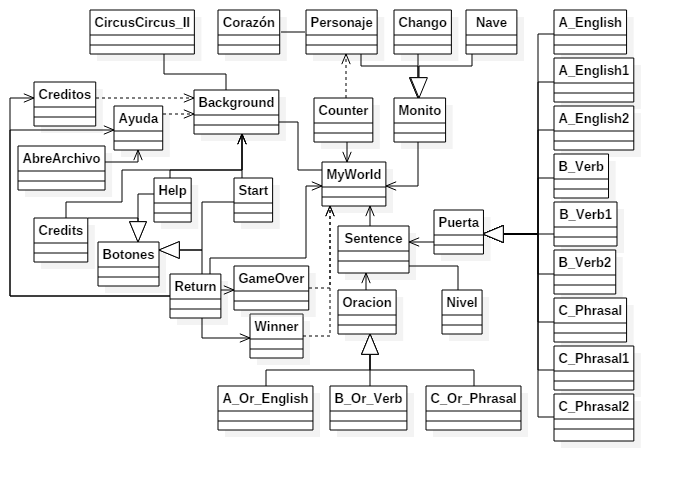 CircusCircus_II
Corazón
Personaje
Chango
Nave
A_English
A_English1
A_English2
B_Verb
B_Verb1
B_Verb2
C_Phrasal
C_Phrasal1
C_Phrasal2
Creditos
Ayuda
Background
Counter
Monito
AbreArchivo
MyWorld
Help
Start
Credits
Botones
Sentence
Puerta
Return
GameOver
Oracion
Nivel
Winner
A_Or_English
B_Or_Verb
C_Or_Phrasal